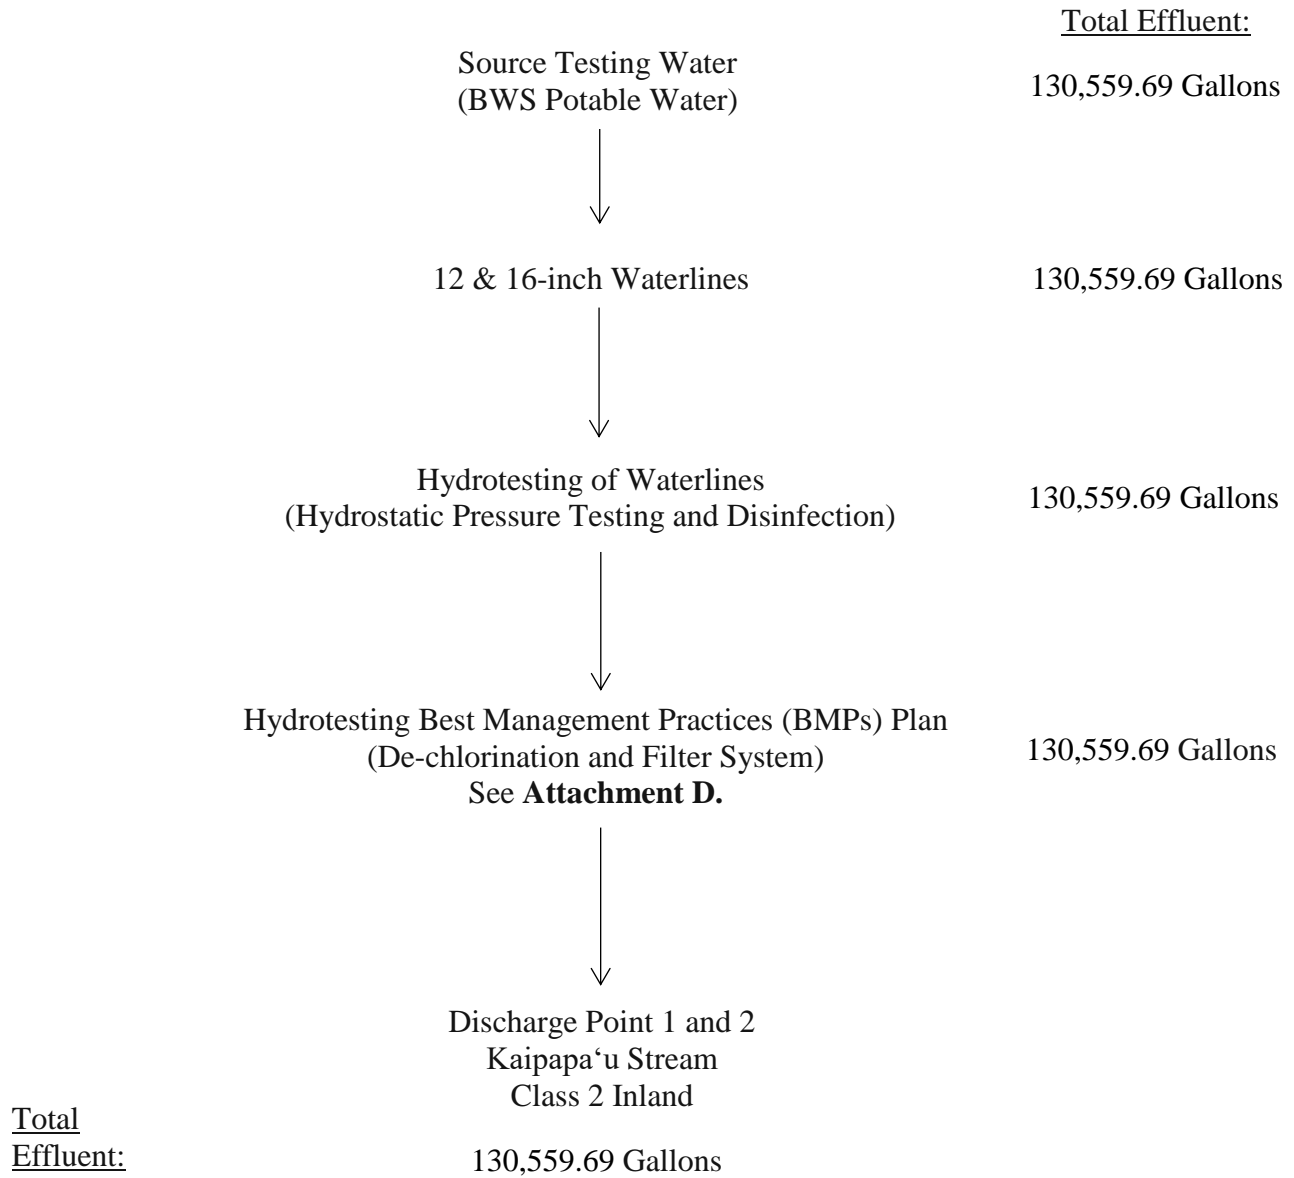 Total Effluent:
Source Testing Water
(BWS Potable Water)
130,559.69 Gallons
12 & 16-inch Waterlines
130,559.69 Gallons
Hydrotesting of Waterlines
(Hydrostatic Pressure Testing and Disinfection)
130,559.69 Gallons
Hydrotesting Best Management Practices (BMPs) Plan
(De-chlorination and Filter System)
See Attachment D.
130,559.69 Gallons
Discharge Point 1 and 2
Kaipapa‘u Stream
Class 2 Inland
Total
Effluent:
130,559.69 Gallons